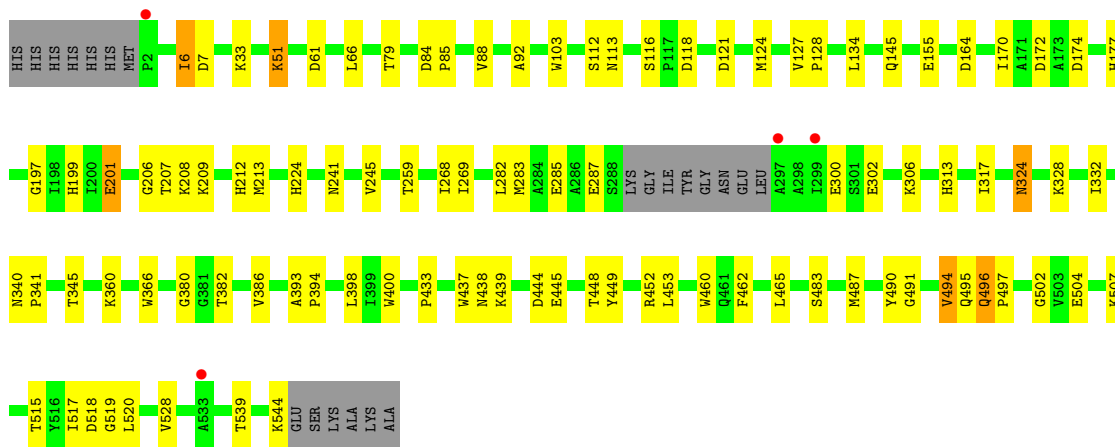 HIS HIS HIS HIS HIS HIS MET P2 I6 D7 K33 K51 D61 L66 T79 D84 P85 V88 A92 W103 S112 N113 S116 P117 D118 D121 M124 V127 P128 L134 Q145 E155 D164 I170 A171 D172 A173 D174 H177
G197 I198 H199 I200 E201 G206 T207 K208 K209 H212 M213 H224 N241 V245 T259 I268 I269 L282 M283 A284 E285 A286 E287 S288 LYS GLY ILE TYR GLY ASN GLU LEU A297 A298 I299 E300 S301 E302 K306 H313 I317 N324 K328 I332
N340 P341 T345 K360 W366 G380 G381 T382 V386 A393 P394 L398 I399 W400 P433 W437 N438 K439 D444 E445 T448 Y449 R452 L453 W460 Q461 F462 L465 S483 M487 Y490 G491 V494 Q495 Q496 P497 G502 V503 E504 K507
T515 Y516 I517 D518 G519 L520 V528 A533 T539 K544 GLU SER LYS ALA LYS ALA